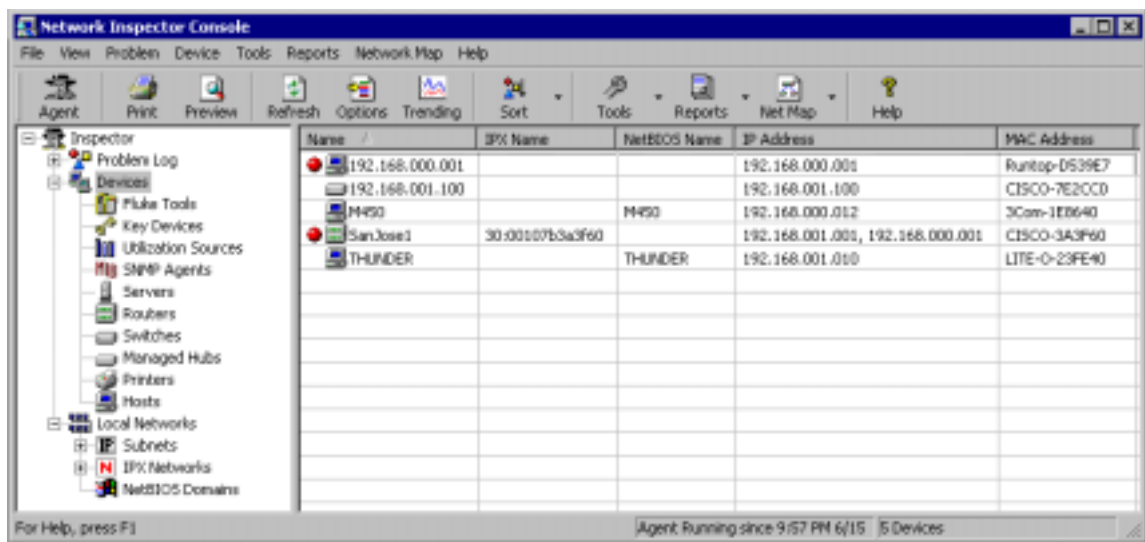 Network Inspector Console
File View Problem Device Tools Reports Network Map Help
Agent Print Preview Refresh Options Trending Sort Tools Reports Net Map Help
Inspector
Problem Log
Devices
Fluke Tools
Key Devices
Utilization Sources
SNMP Agents
Servers
Routers
Switches
Managed Hubs
Printers
Hosts
Local Networks
IP Subnets
N IPX Networks
NetBIOS Domains
Name / IPX Name NetBIOS Name IP Address MAC Address
192.168.000.001 192.168.000.001 Runtop-D539E7
192.168.001.100 192.168.001.100 CISCO-7E2CC0
M450 M450 192.168.000.012 3Com-1E8640
SanJose1 30:00107b3a3f60 192.168.001.001, 192.168.000.001 CISCO-3A3F60
THUNDER THUNDER 192.168.001.010 LITE-O-23FE40
For Help, press F1
Agent Running since 9:57 PM 6/15 5 Devices